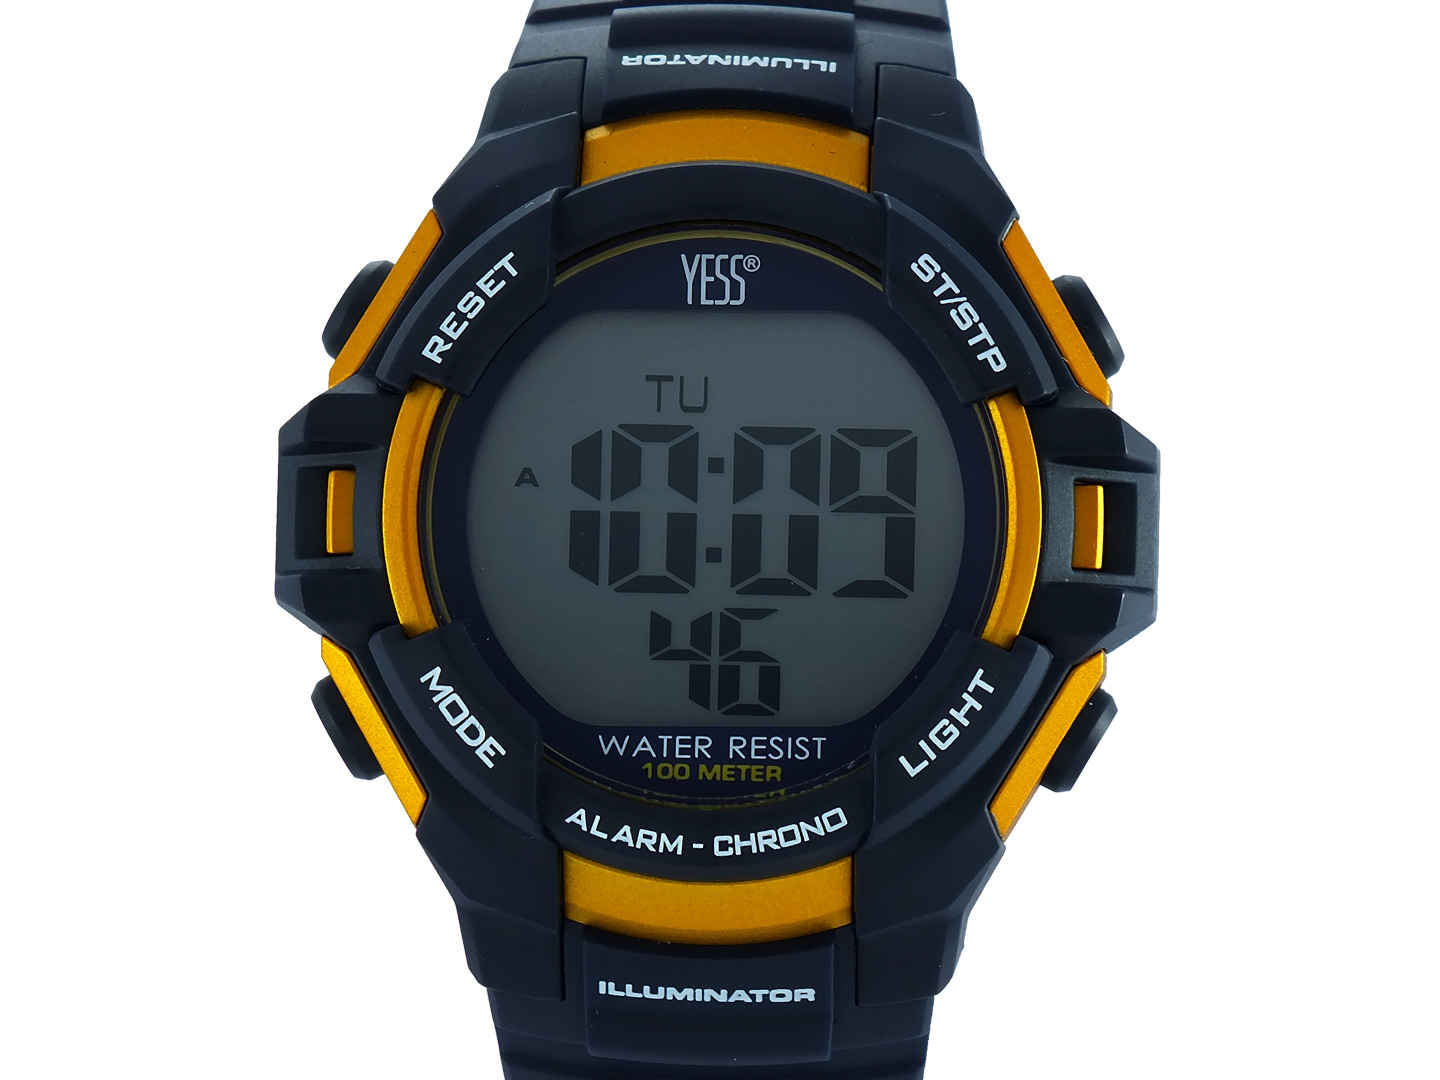 ILLUMINATOR
RESET
YESS®
ST/STP
TU
A
10:09
46
MODE
LIGHT
WATER RESIST
100 METER
ALARM - CHRONO
ILLUMINATOR